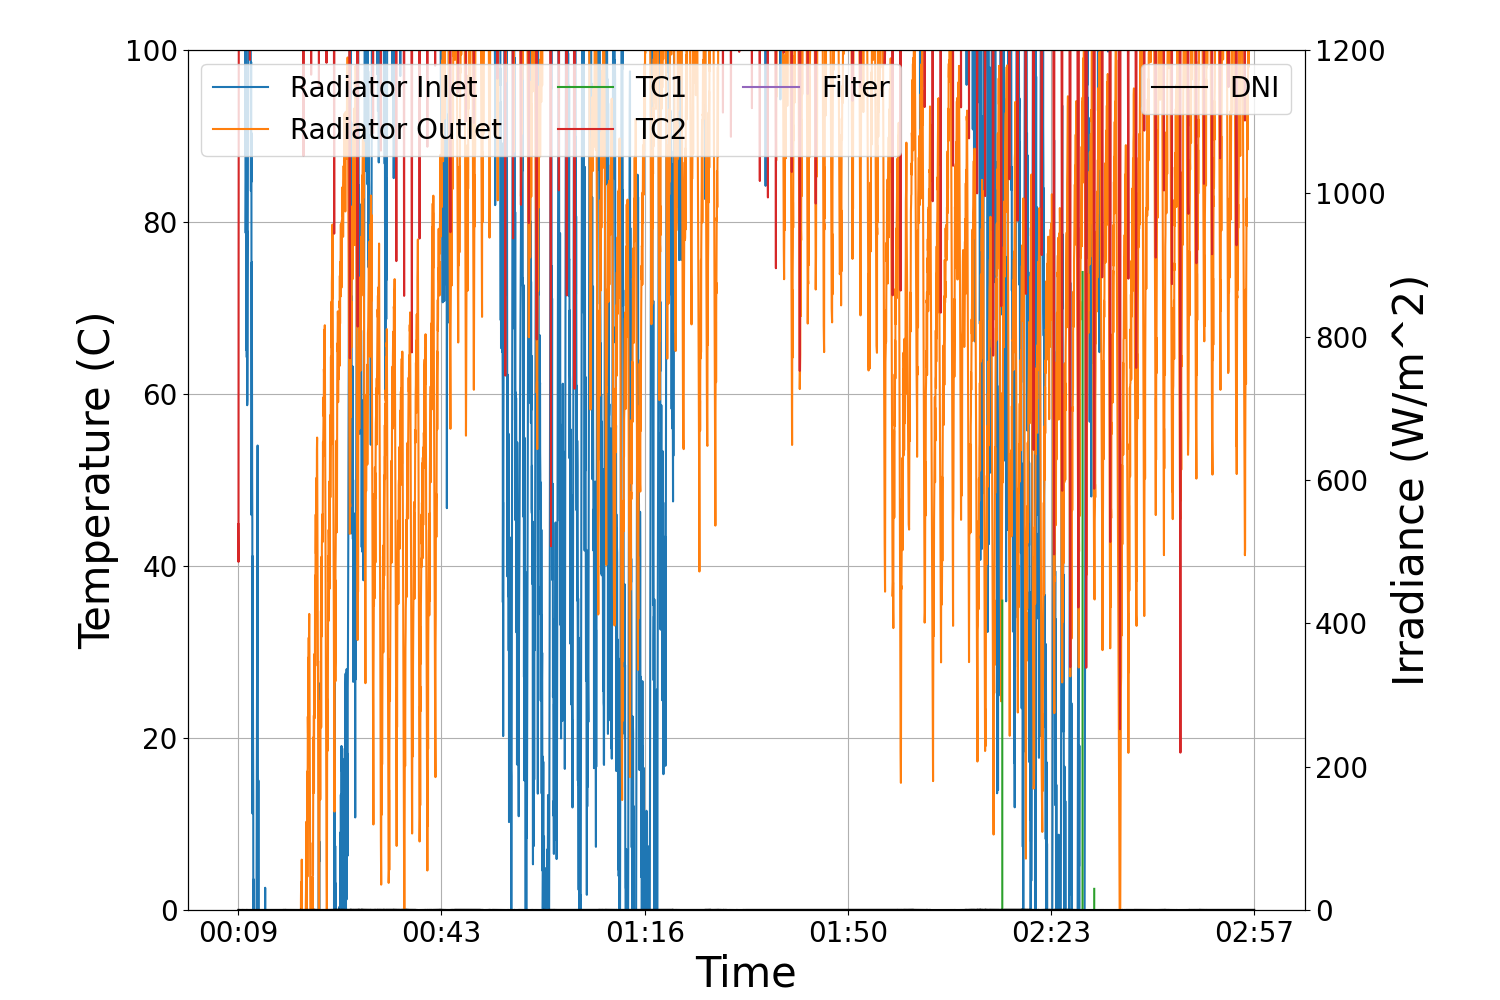 100
80
60
40
20
0
Temperature (C)
Radiator Inlet
Radiator Outlet
TC1
TC2
Filter
DNI
1200
1000
800
600
400
200
0
Irradiance (W/m^2)
00:09
00:43
01:16
01:50
02:23
02:57
Time